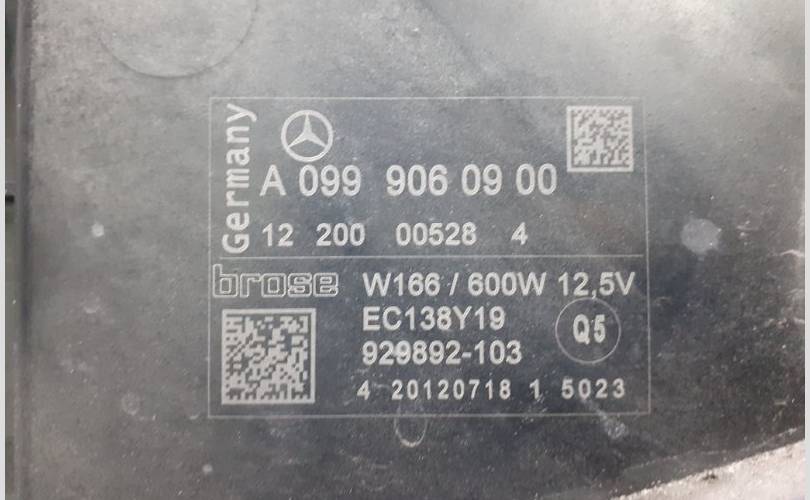 Germany
A 099 906 09 00
12 200 00528 4
brose
W166 / 600W 12,5V
EC138Y19
Q5
929892-103
4 20120718 1 5023